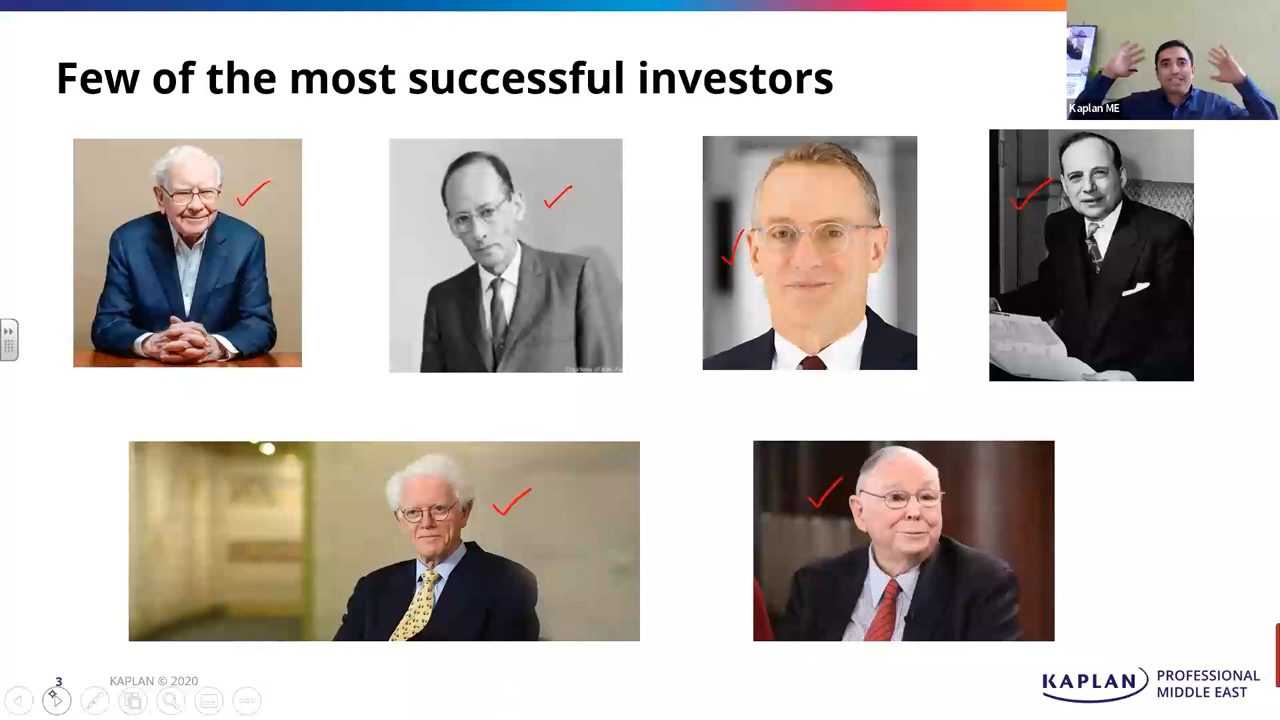 Few of the most successful investors
Kaplan ME
3
KAPLAN © 2020
KAPLAN
PROFESSIONAL
MIDDLE EAST